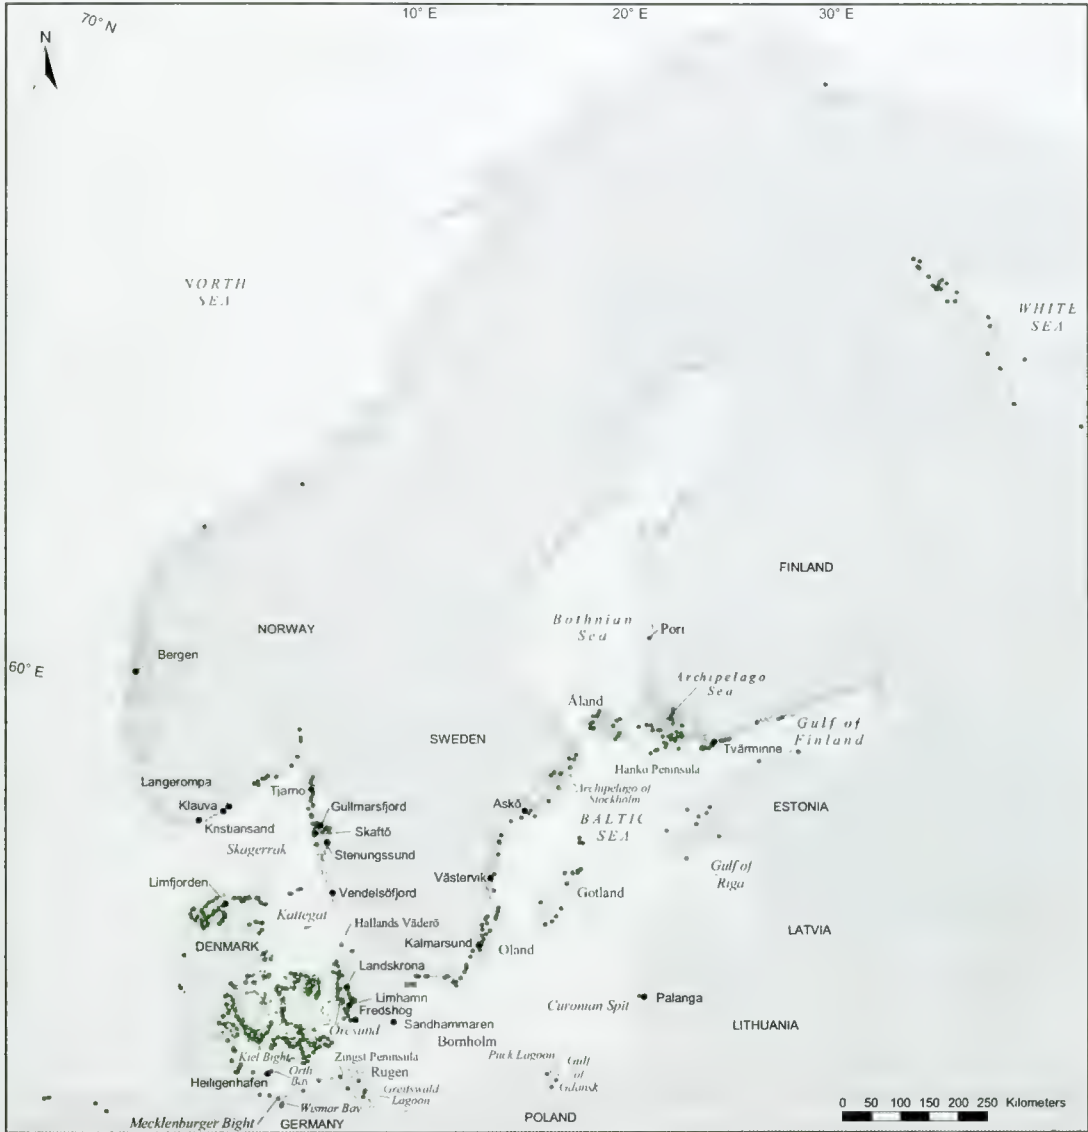 70° N
10° E
20° E
30° E
N
NORTH
SEA
WHITE
SEA
FINLAND
Bothnian
Sea
Pori
NORWAY
Bergen
60° E
Archipelago
Sea
Åland
Gulf of
Finland
SWEDEN
Tvärminne
Hanko Peninsula
Langerompa
Tjarno
Archipelago of
Stockholm
Klauva
Gullmarsfjord
Askö
ESTONIA
Knstiansand
Skaftö
BALTIC
SEA
Skagerrak
Stenungssund
Gulf of
Riga
Limfjorden
Västervik
Vendelsöfjord
Gotland
Kattegat
Hallands Väderö
LATVIA
DENMARK
Kalmarsund
Oland
Landskrona
Limhamn
Palanga
Fredshog
Curonian Spit
Oresund
Sandhammaren
LITHUANIA
Bornholm
Kiel Bight
Zingst Peninsula
Puck Lagoon
Gulf
of
Gdansk
Orth
Bay
Rugen
Heiligenhafen
Greifswald
Lagoon
Wismar Bay
Mecklenburger Bight
GERMANY
POLAND
0 50 100 150 200 250 Kilometers